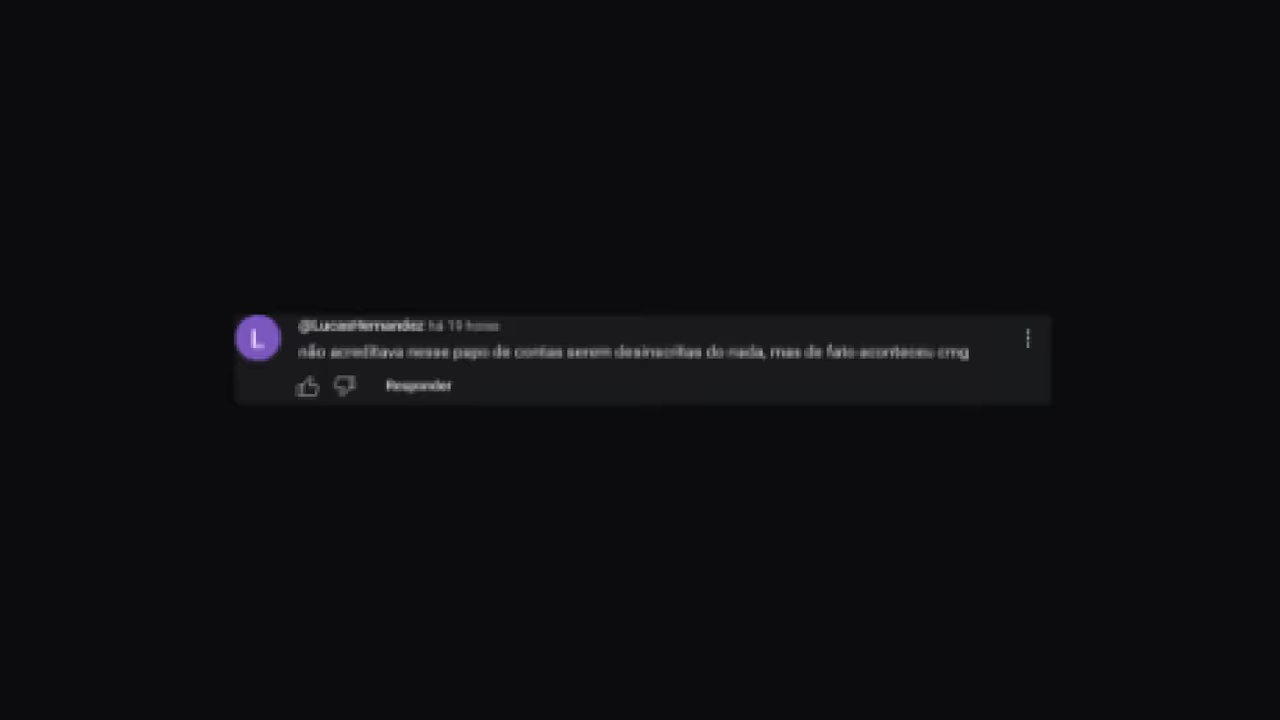 L
@LucasHernandez há 19 horas
não acreditava nesse papo de contas serem desinscritas do nada, mas de fato aconteceu cmg
Responder